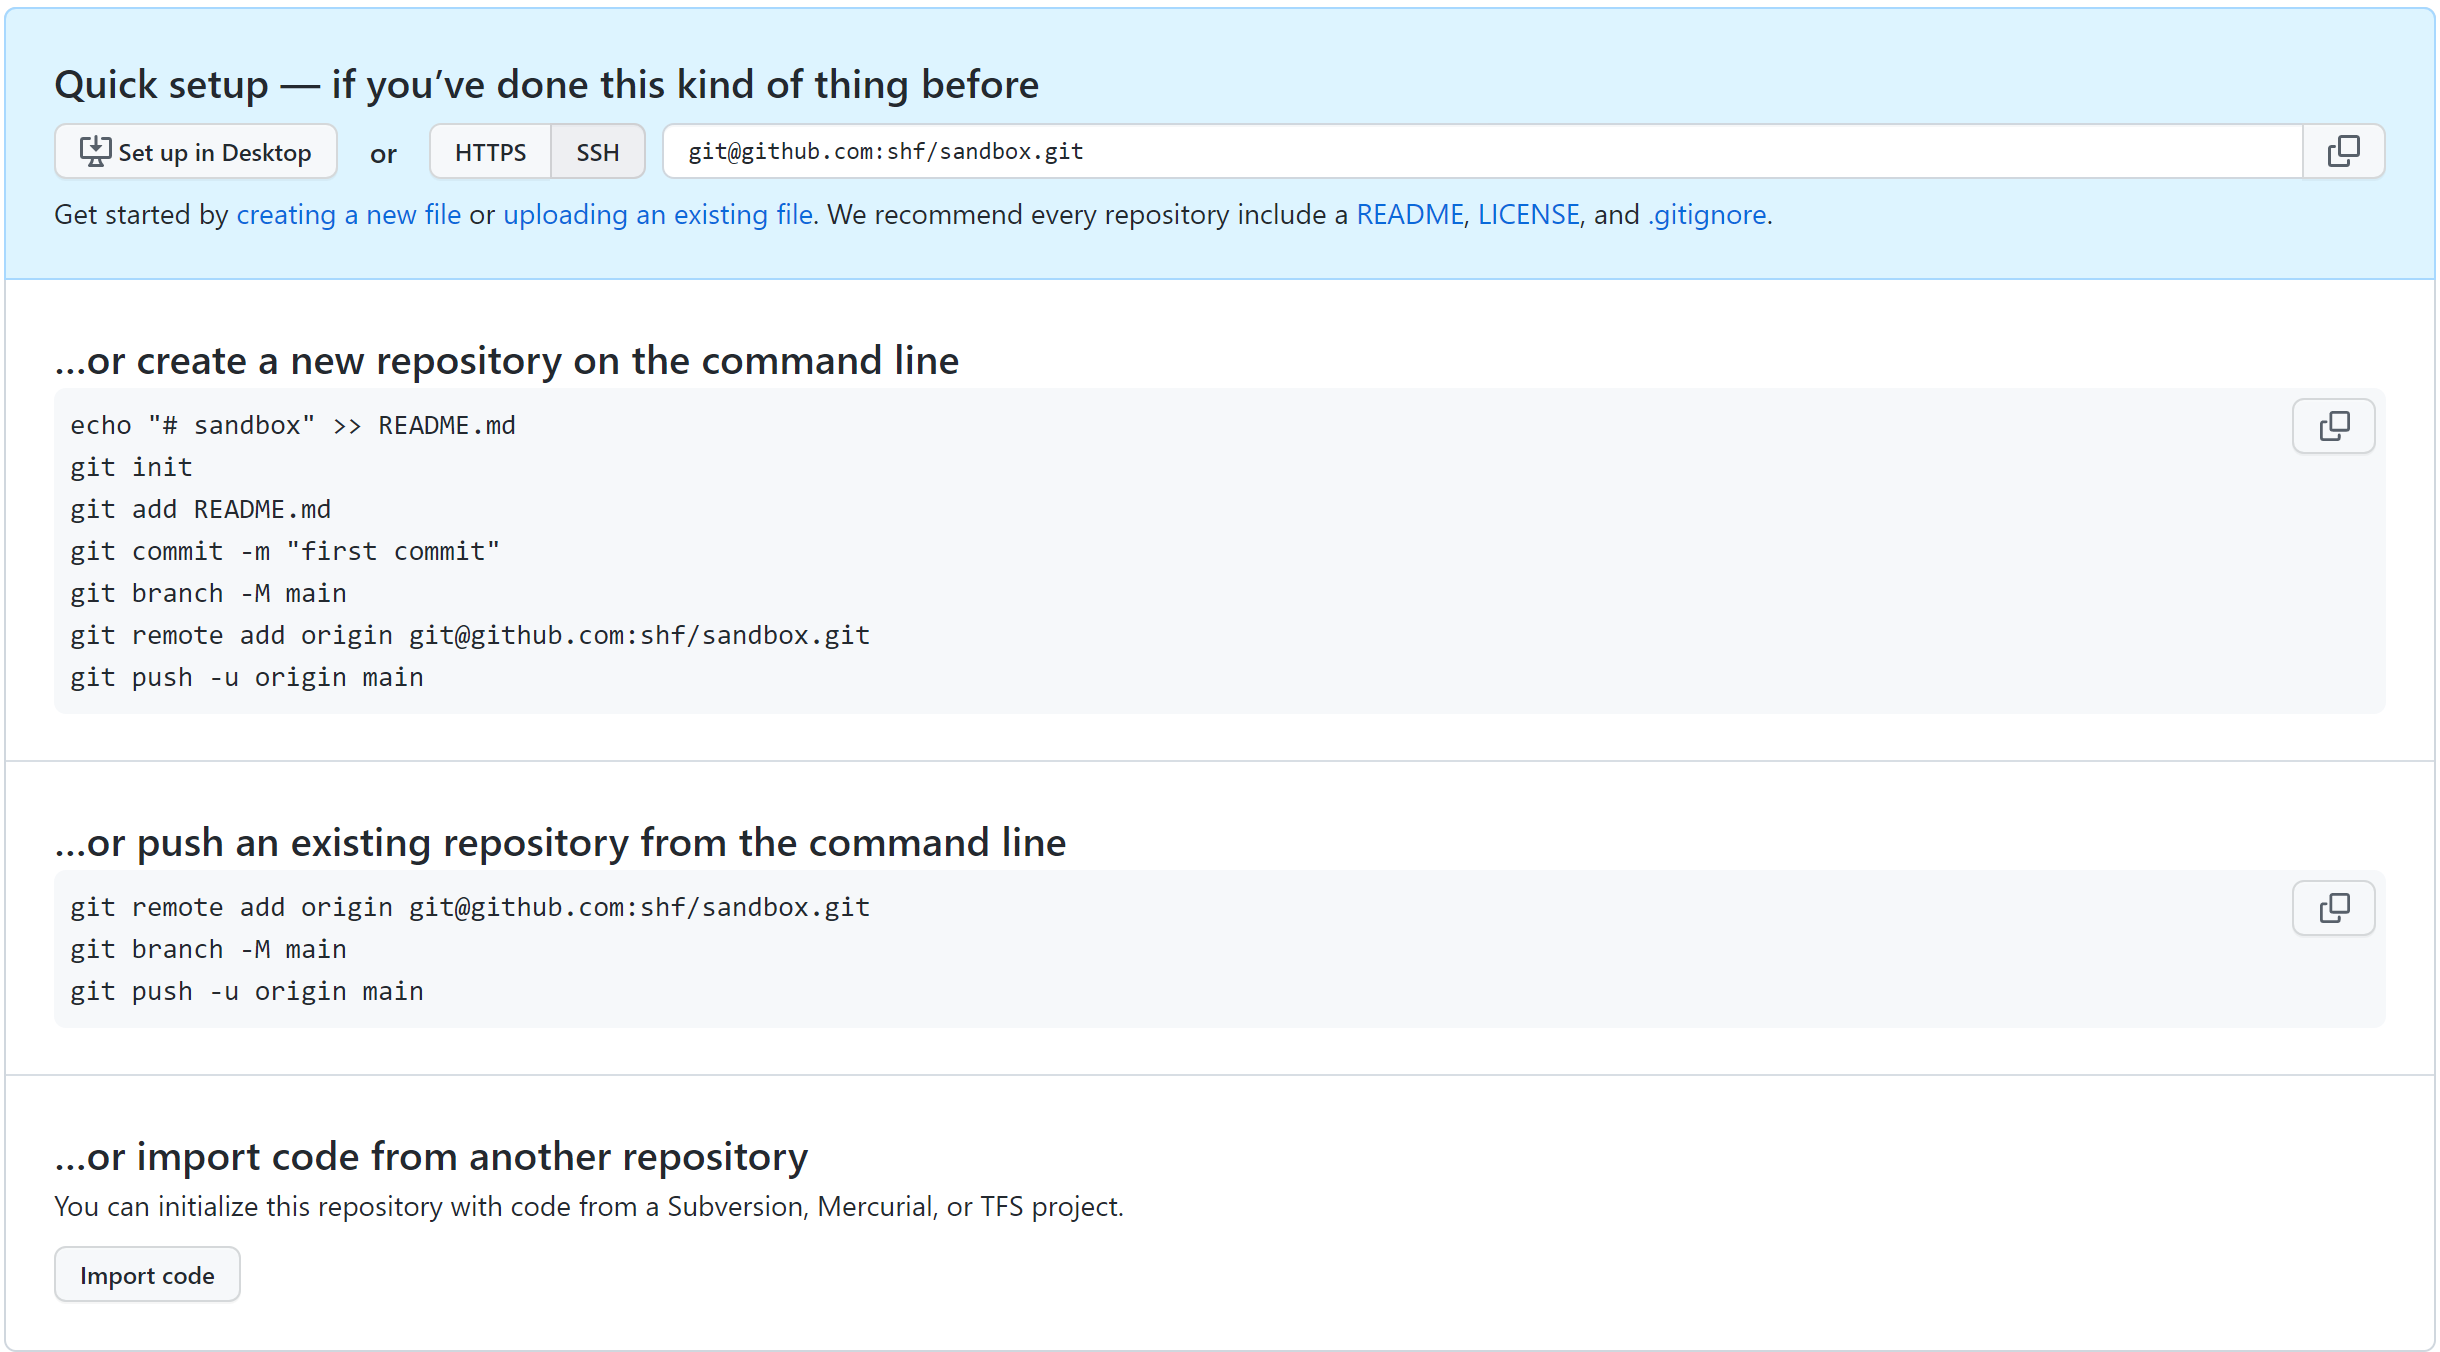 Quick setup — if you’ve done this kind of thing before
Set up in Desktop or HTTPS SSH git@github.com:shf/sandbox.git
Get started by creating a new file or uploading an existing file. We recommend every repository include a README, LICENSE, and .gitignore.
…or create a new repository on the command line
echo "# sandbox" >> README.md
git init
git add README.md
git commit -m "first commit"
git branch -M main
git remote add origin git@github.com:shf/sandbox.git
git push -u origin main
…or push an existing repository from the command line
git remote add origin git@github.com:shf/sandbox.git
git branch -M main
git push -u origin main
…or import code from another repository
You can initialize this repository with code from a Subversion, Mercurial, or TFS project.
Import code